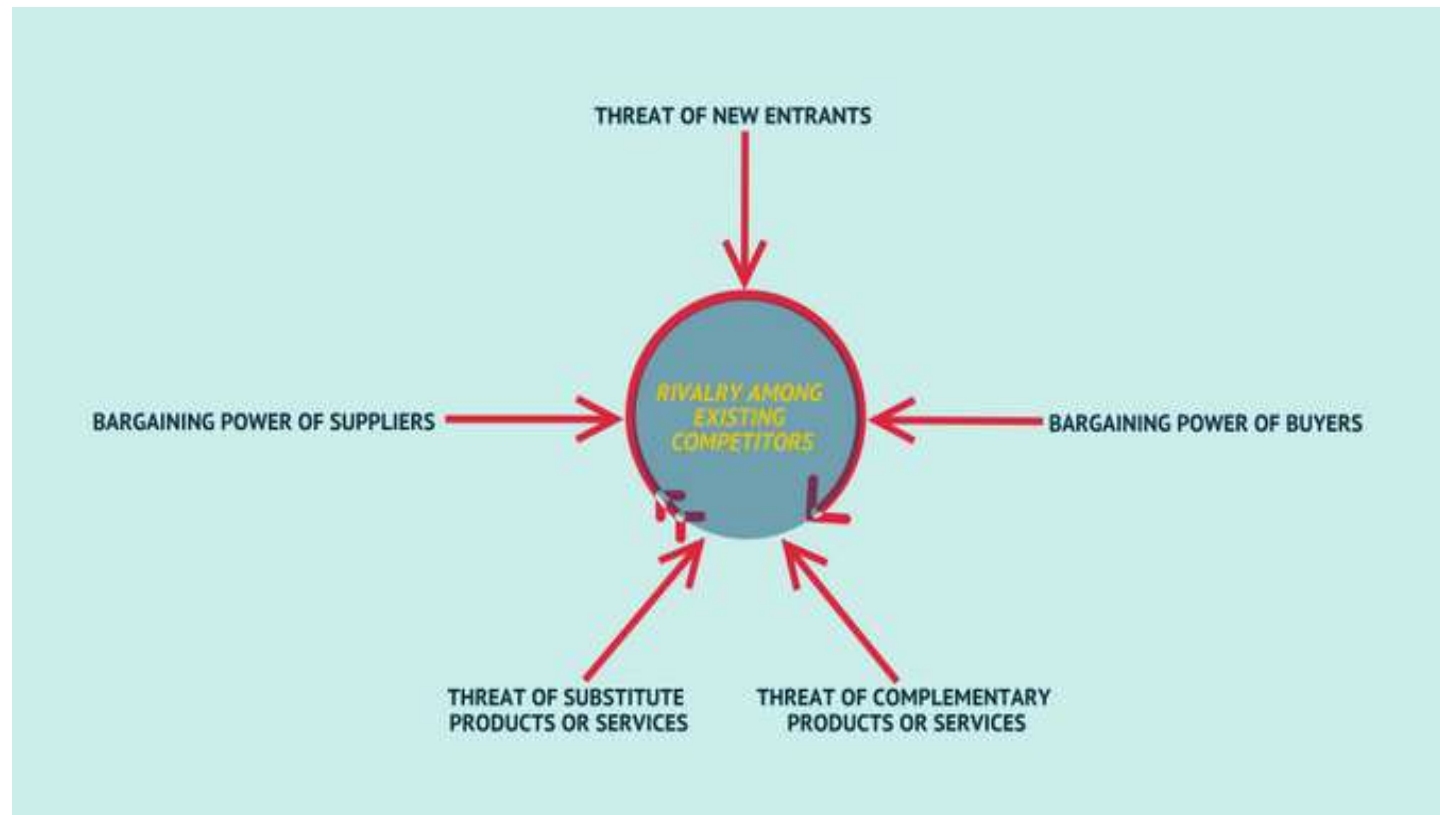 THREAT OF NEW ENTRANTS
RIVALRY AMONG
EXISTING
COMPETITORS
BARGAINING POWER OF SUPPLIERS
BARGAINING POWER OF BUYERS
THREAT OF SUBSTITUTE
PRODUCTS OR SERVICES
THREAT OF COMPLEMENTARY
PRODUCTS OR SERVICES